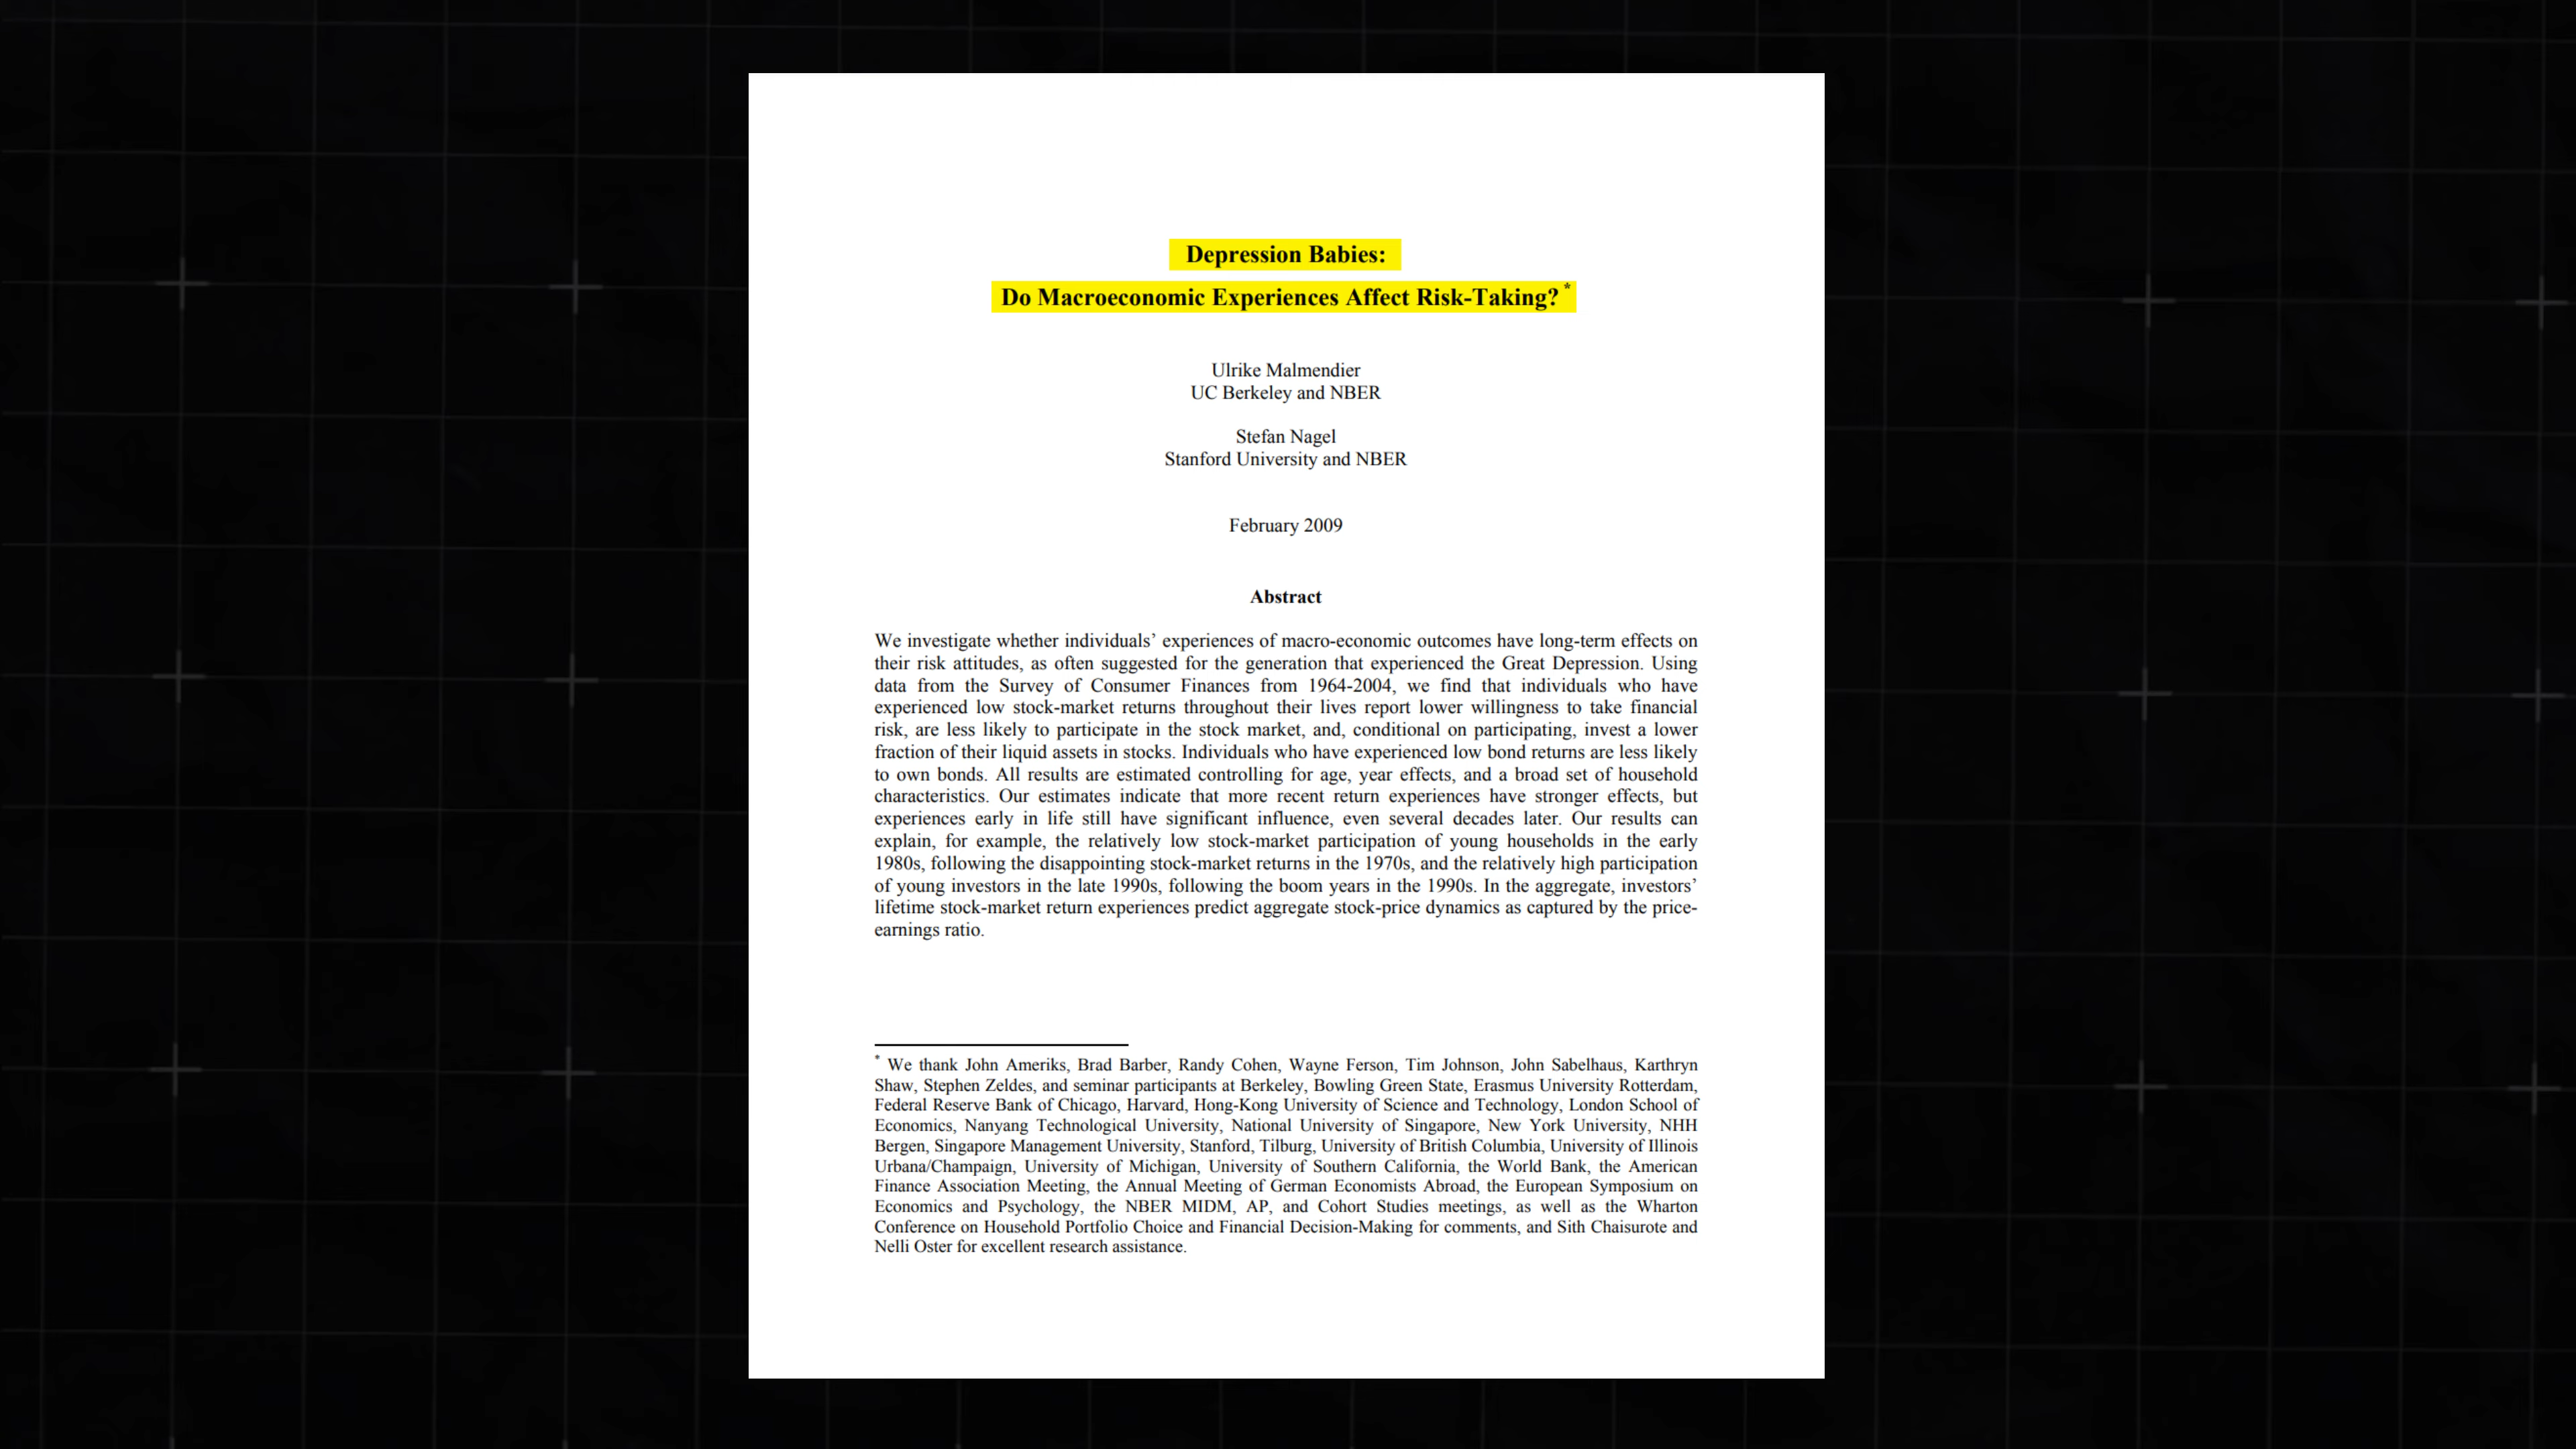 Depression Babies:
Do Macroeconomic Experiences Affect Risk-Taking? *
Ulrike Malmendier
UC Berkeley and NBER
Stefan Nagel
Stanford University and NBER
February 2009
Abstract
We investigate whether individuals’ experiences of macro-economic outcomes have long-term effects on
their risk attitudes, as often suggested for the generation that experienced the Great Depression. Using
data from the Survey of Consumer Finances from 1964-2004, we find that individuals who have
experienced low stock-market returns throughout their lives report lower willingness to take financial
risk, are less likely to participate in the stock market, and, conditional on participating, invest a lower
fraction of their liquid assets in stocks. Individuals who have experienced low bond returns are less likely
to own bonds. All results are estimated controlling for age, year effects, and a broad set of household
characteristics. Our estimates indicate that more recent return experiences have stronger effects, but
experiences early in life still have significant influence, even several decades later. Our results can
explain, for example, the relatively low stock-market participation of young households in the early
1980s, following the disappointing stock-market returns in the 1970s, and the relatively high participation
of young investors in the late 1990s, following the boom years in the 1990s. In the aggregate, investors’
lifetime stock-market return experiences predict aggregate stock-price dynamics as captured by the price-
earnings ratio.
* We thank John Ameriks, Brad Barber, Randy Cohen, Wayne Ferson, Tim Johnson, John Sabelhaus, Karthryn
Shaw, Stephen Zeldes, and seminar participants at Berkeley, Bowling Green State, Erasmus University Rotterdam,
Federal Reserve Bank of Chicago, Harvard, Hong-Kong University of Science and Technology, London School of
Economics, Nanyang Technological University, National University of Singapore, New York University, NHH
Bergen, Singapore Management University, Stanford, Tilburg, University of British Columbia, University of Illinois
Urbana/Champaign, University of Michigan, University of Southern California, the World Bank, the American
Finance Association Meeting, the Annual Meeting of German Economists Abroad, the European Symposium on
Economics and Psychology, the NBER MIDM, AP, and Cohort Studies meetings, as well as the Wharton
Conference on Household Portfolio Choice and Financial Decision-Making for comments, and Sith Chaisurote and
Nelli Oster for excellent research assistance.